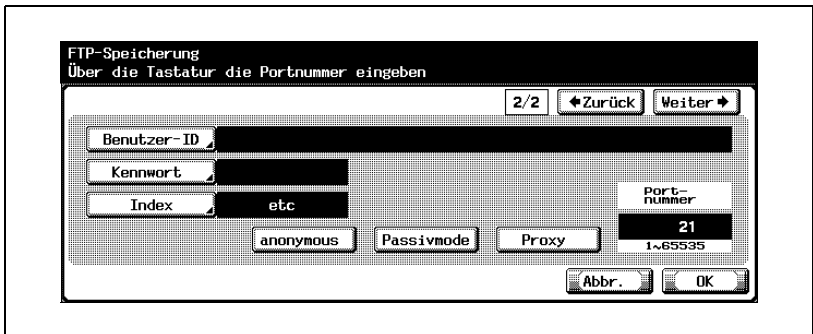 FTP-Speicherung
Über die Tastatur die Portnummer eingeben
2/2 Zurück Weiter
Benutzer-ID
Kennwort
Index etc
Port-
nummer
21
1~65535
anonymous Passivmode Proxy
Abbr. OK